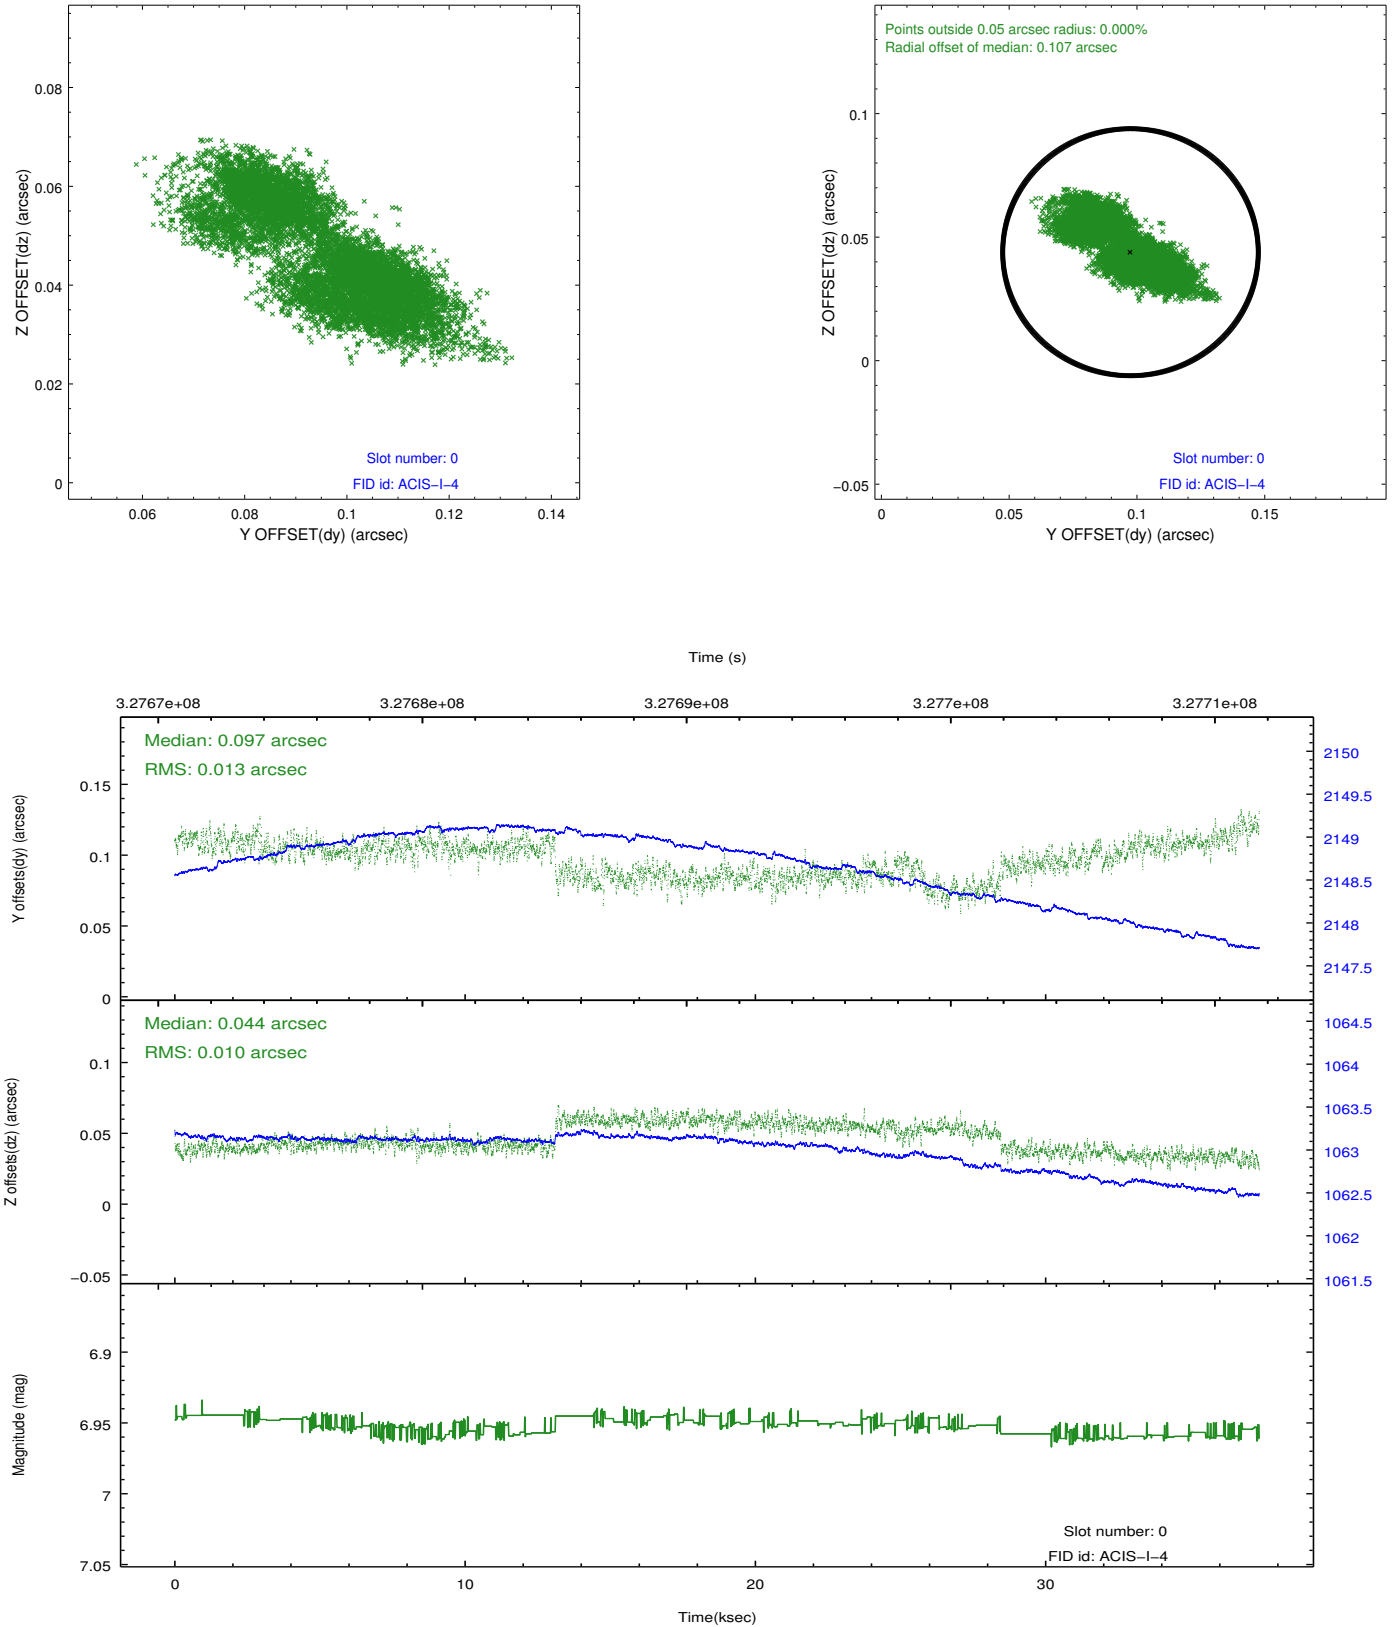 0.08
0.06
0.04
0.02
0
Z OFFSET(dz) (arcsec)
Slot number: 0
FID id: ACIS−I−4
0.06 0.08 0.1 0.12 0.14
Y OFFSET(dy) (arcsec)
Points outside 0.05 arcsec radius: 0.000%
Radial offset of median: 0.107 arcsec
0.1
0.05
0
−0.05
Z OFFSET(dz) (arcsec)
Slot number: 0
FID id: ACIS−I−4
0 0.05 0.1 0.15
Y OFFSET(dy) (arcsec)
Time (s)
3.2767e+08 3.2768e+08 3.2769e+08 3.277e+08 3.2771e+08
Median: 0.097 arcsec
RMS: 0.013 arcsec
0.15
0.1
0.05
0
Y offsets(dy) (arcsec)
2150
2149.5
2149
2148.5
2148
2147.5
Median: 0.044 arcsec
RMS: 0.010 arcsec
0.1
0.05
0
−0.05
Z offsets(dz) (arcsec)
1064.5
1064
1063.5
1063
1062.5
1062
1061.5
6.9
6.95
7
7.05
Magnitude (mag)
Slot number: 0
FID id: ACIS−I−4
0 10 20 30
Time(ksec)